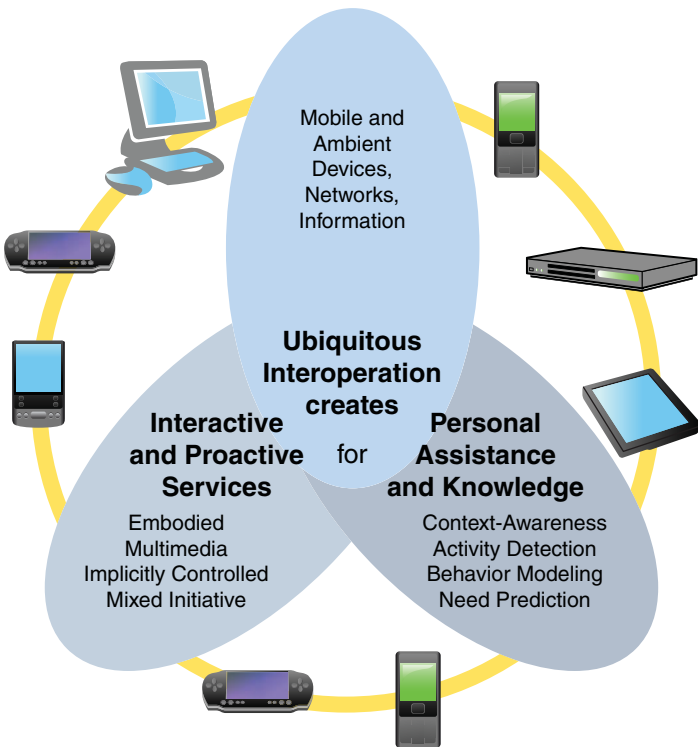 Mobile and
Ambient
Devices,
Networks,
Information
Ubiquitous
Interoperation
creates
Interactive
and Proactive
Services
for
Personal
Assistance
and Knowledge
Embodied
Multimedia
Implicitly Controlled
Mixed Initiative
Context-Awareness
Activity Detection
Behavior Modeling
Need Prediction